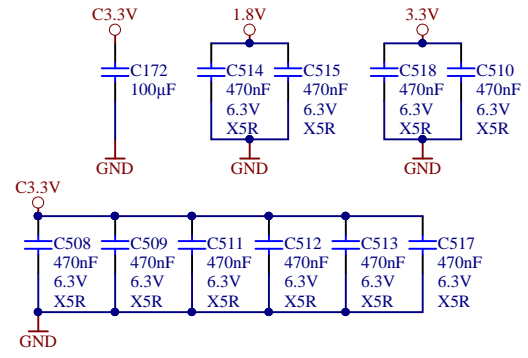 C3.3V
1.8V
3.3V
C172
100µF
C514
470nF
6.3V
X5R
C515
470nF
6.3V
X5R
C518
470nF
6.3V
X5R
C510
470nF
6.3V
X5R
GND
GND
GND
C3.3V
C508
470nF
6.3V
X5R
C509
470nF
6.3V
X5R
C511
470nF
6.3V
X5R
C512
470nF
6.3V
X5R
C513
470nF
6.3V
X5R
C517
470nF
6.3V
X5R
GND